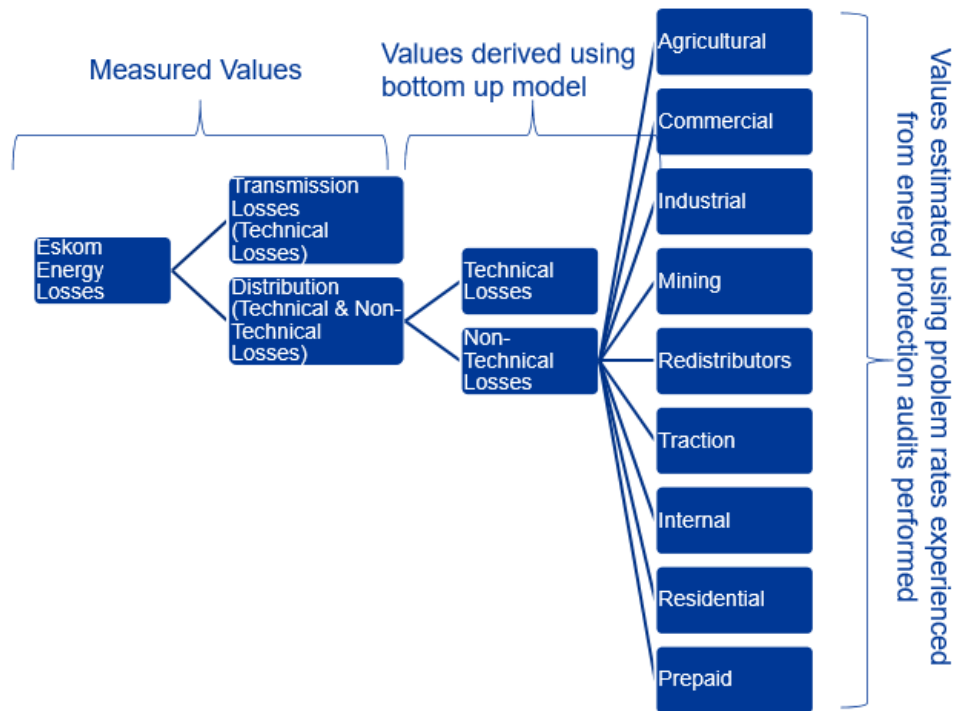 Measured Values
Values derived using
bottom up model
Eskom
Energy
Losses
Transmission
Losses
(Technical
Losses)
Distribution
(Technical & Non-
Technical
Losses)
Technical
Losses
Non-
Technical
Losses
Agricultural
Commercial
Industrial
Mining
Redistributors
Traction
Internal
Residential
Prepaid
Values estimated using problem rates experienced
from energy protection audits performed